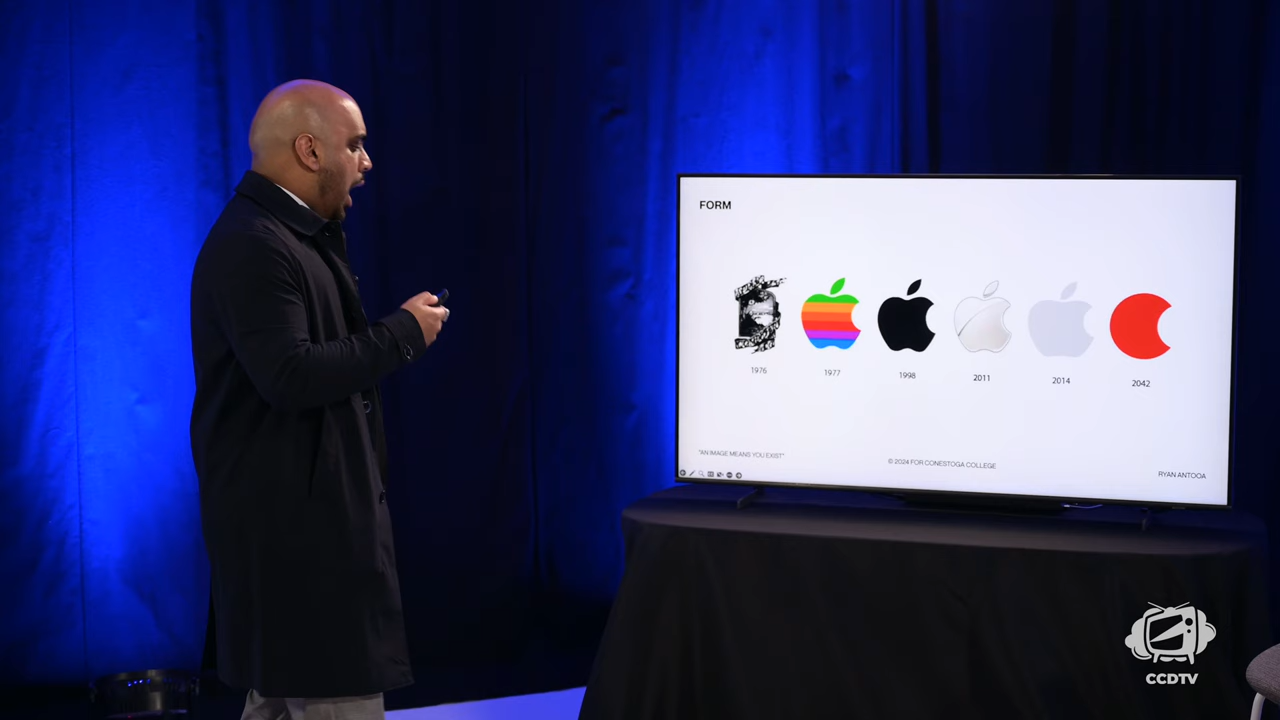 FORM
1976
1977
1998
2011
2014
2042
"AN IMAGE MEANS YOU EXIST"
© 2024 FOR CONESTOGA COLLEGE
RYAN ANTOOA
CCDTV